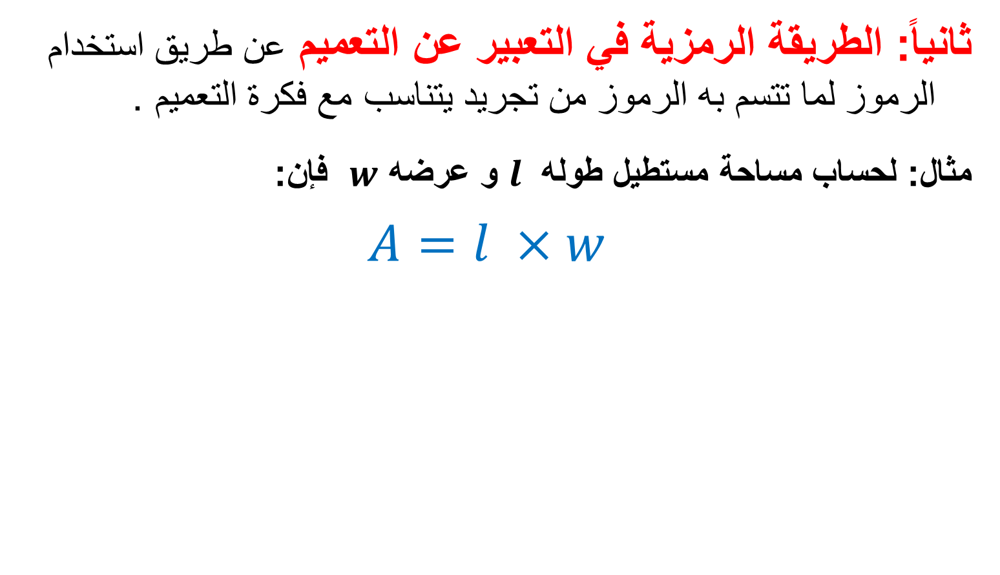 ثانياً: الطريقة الرمزية في التعبير عن التعميم عن طريق استخدام
الرموز لما تتسم به الرموز من تجريد يتناسب مع فكرة التعميم .
مثال: لحساب مساحة مستطيل طوله l و عرضه w فإن:
A = l × w